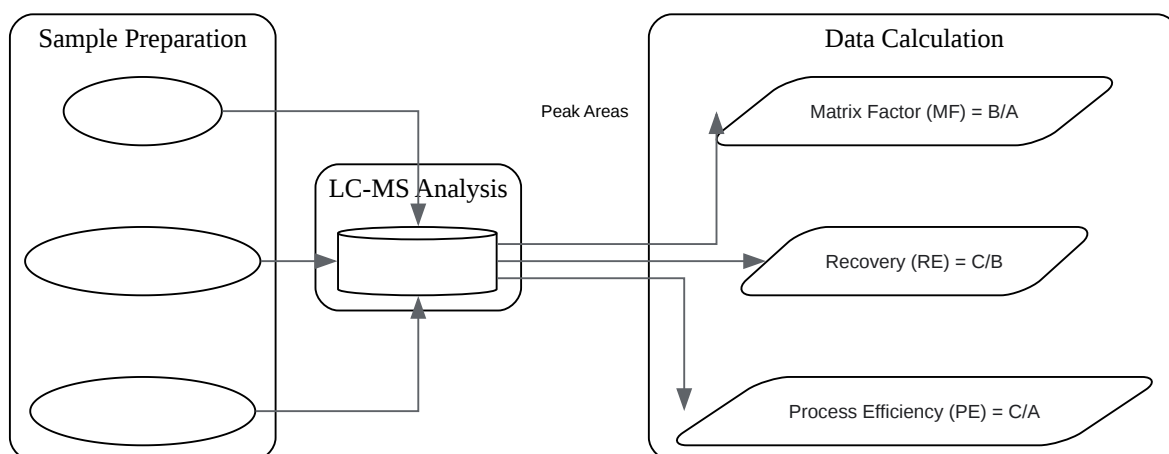 Sample Preparation
LC-MS Analysis
Peak Areas
Data Calculation
Matrix Factor (MF) = B/A
Recovery (RE) = C/B
Process Efficiency (PE) = C/A